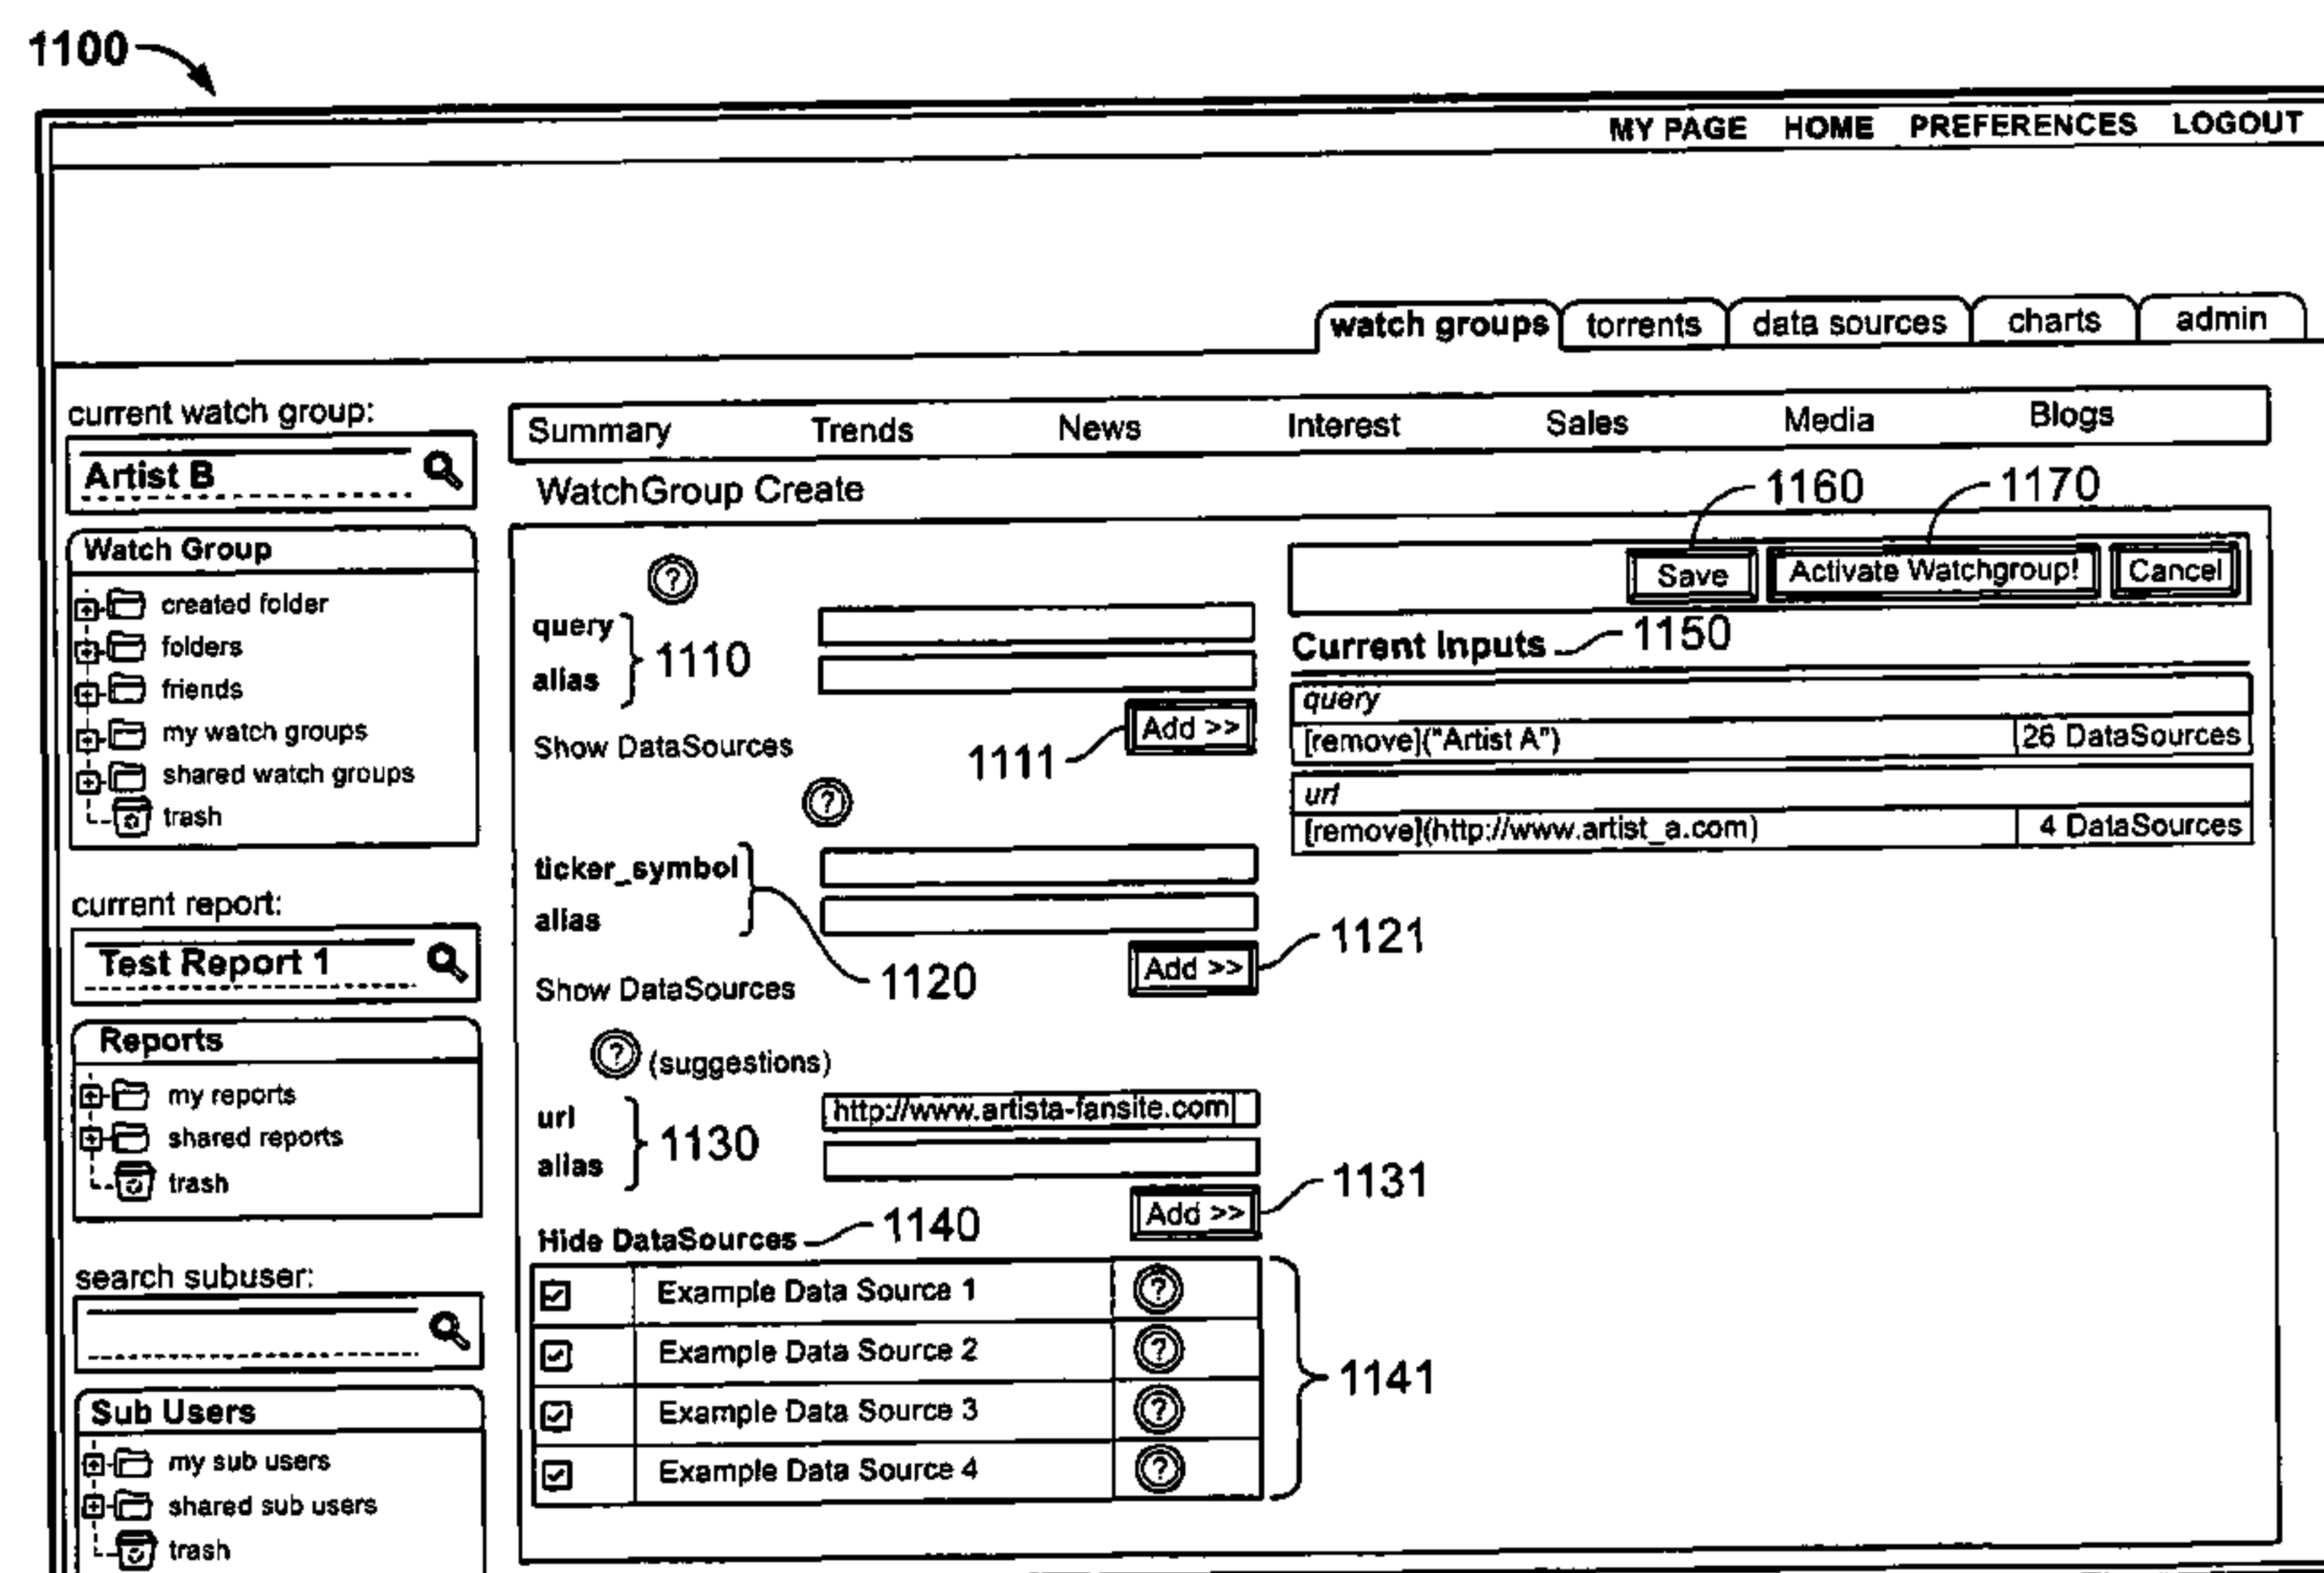 1100
MY PAGE HOME PREFERENCES LOGOUT
watch groups torrents data sources charts admin
current watch group:
Artist B
Watch Group
created folder
folders
friends
my watch groups
shared watch groups
trash
current report:
Test Report 1
Reports
my reports
shared reports
trash
search subuser:
Sub Users
my sub users
shared sub users
trash
Summary Trends News Interest Sales Media Blogs
WatchGroup Create
1160 1170
?
query
alias
1110
Add >>
1111
Show DataSources
?
ticker_symbol
alias
1120
Add >>
1121
Show DataSources
? (suggestions)
url http://www.artista-fansite.com
alias
1130
Add >>
1131
Hide DataSources 1140
Example Data Source 1 ?
Example Data Source 2 ?
Example Data Source 3 ?
Example Data Source 4 ?
1141
Save Activate Watchgroup! Cancel
Current Inputs 1150
query
[remove]("Artist A") 26 DataSources
url
[remove](http://www.artist_a.com) 4 DataSources